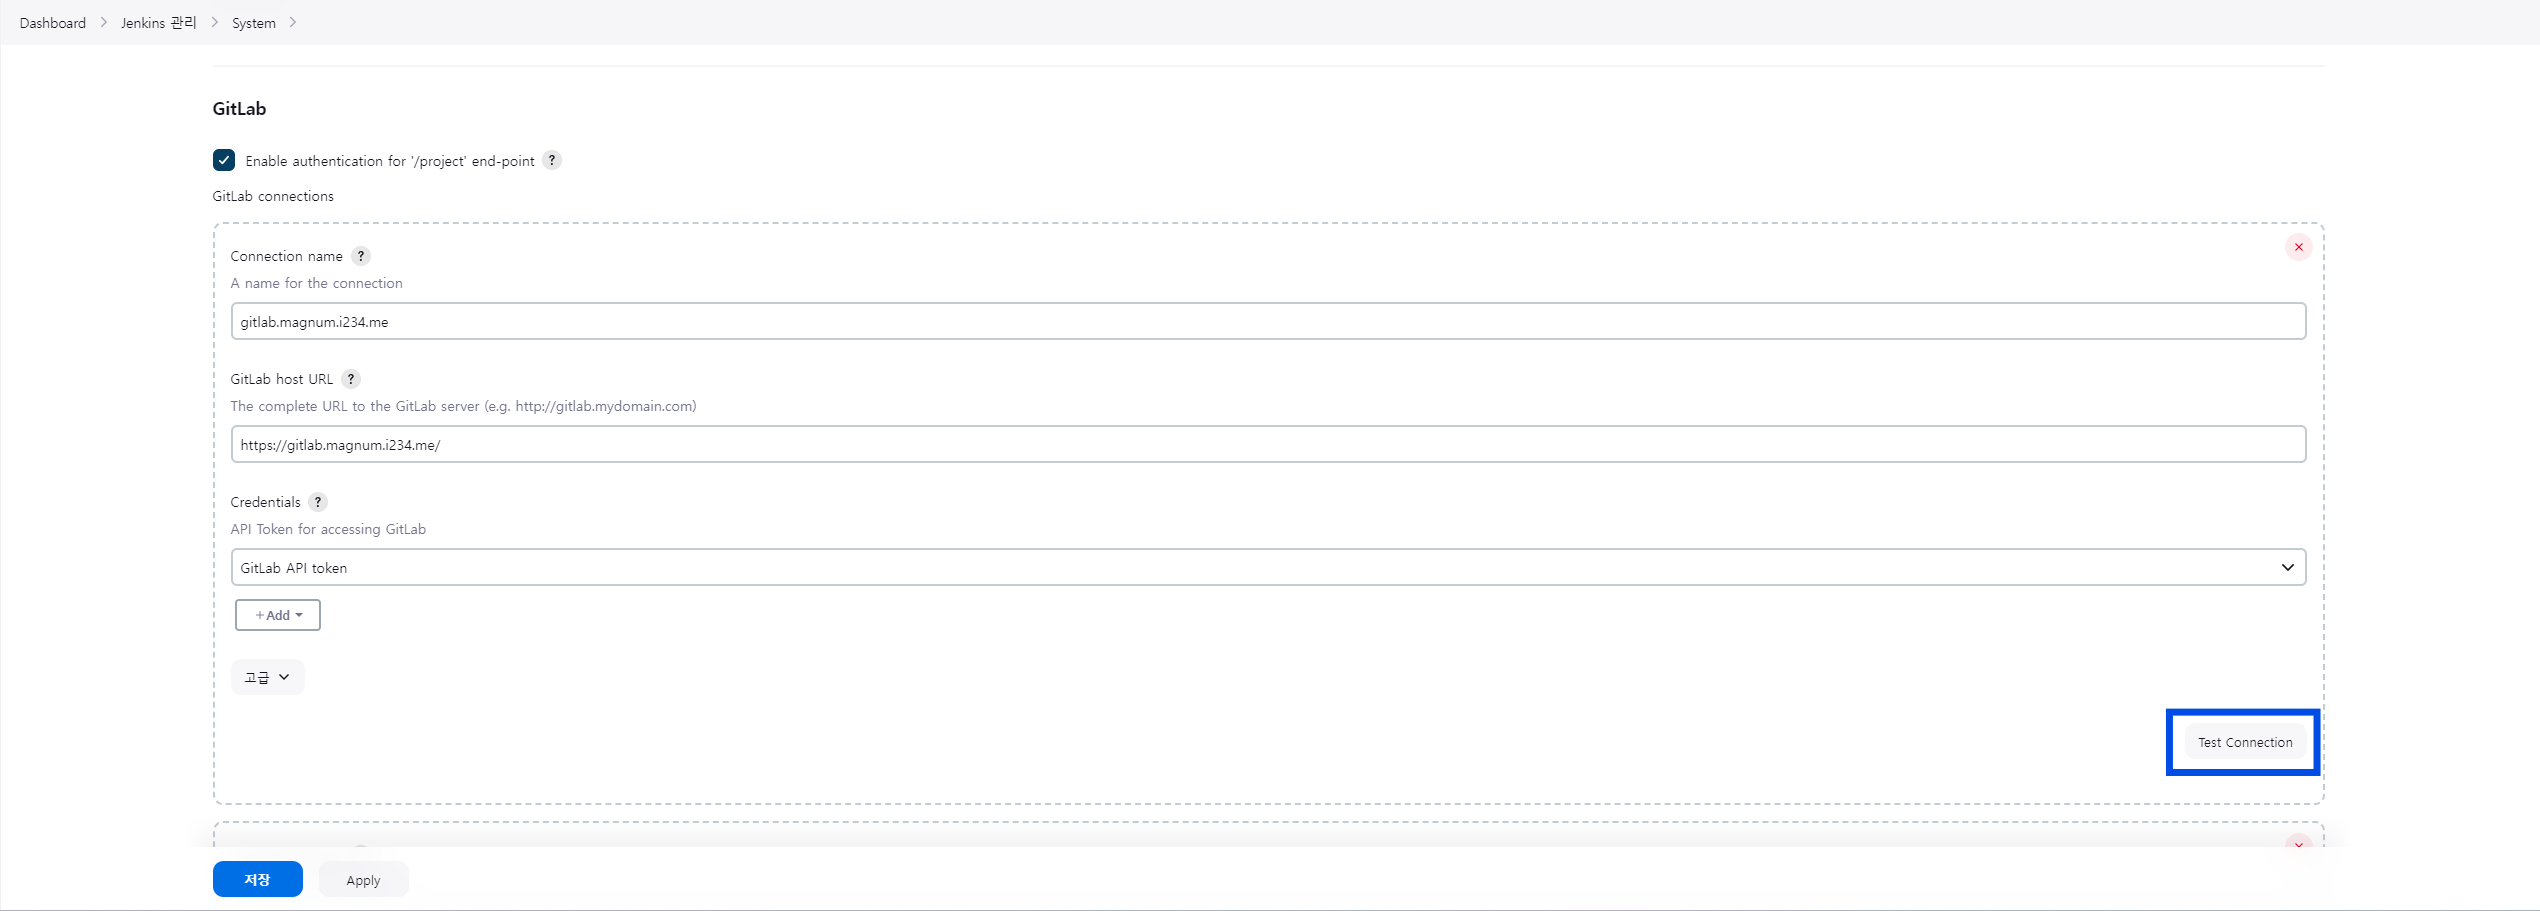 Dashboard > Jenkins 관리 > System >
GitLab
Enable authentication for '/project' end-point ?
GitLab connections
Connection name ?
A name for the connection
gitlab.magnum.i234.me
GitLab host URL ?
The complete URL to the GitLab server (e.g. http://gitlab.mydomain.com)
https://gitlab.magnum.i234.me/
Credentials ?
API Token for accessing GitLab
GitLab API token
+Add
고급
Test Connection
저장 Apply